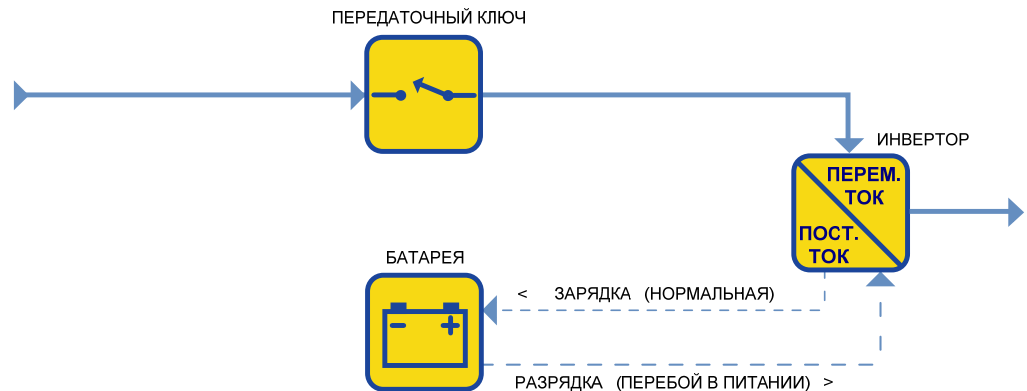 ПЕРЕДАТОЧНЫЙ КЛЮЧ
ИНВЕРТОР
ПЕРЕМ.
ТОК
ПОСТ.
ТОК
БАТАРЕЯ
< ЗАРЯДКА (НОРМАЛЬНАЯ)
РАЗРЯДКА (ПЕРЕБОЙ В ПИТАНИИ) >